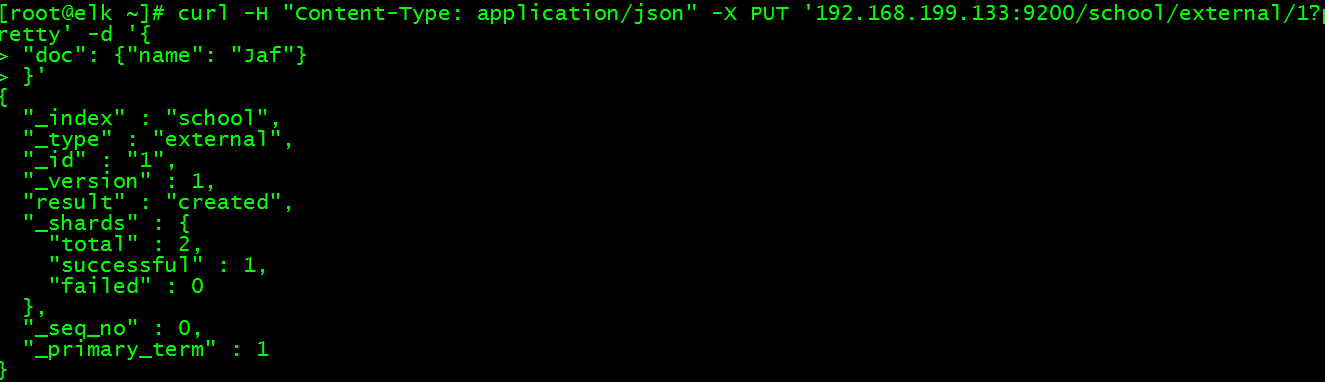 [root@elk ~]# curl -H "Content-Type: application/json" -X PUT '192.168.199.133:9200/school/external/1?p
retty' -d '{
> "doc": {"name": "Jaf"}
> }'
{
  "_index" : "school",
  "_type" : "external",
  "_id" : "1",
  "_version" : 1,
  "result" : "created",
  "_shards" : {
    "total" : 2,
    "successful" : 1,
    "failed" : 0
  },
  "_seq_no" : 0,
  "_primary_term" : 1
}